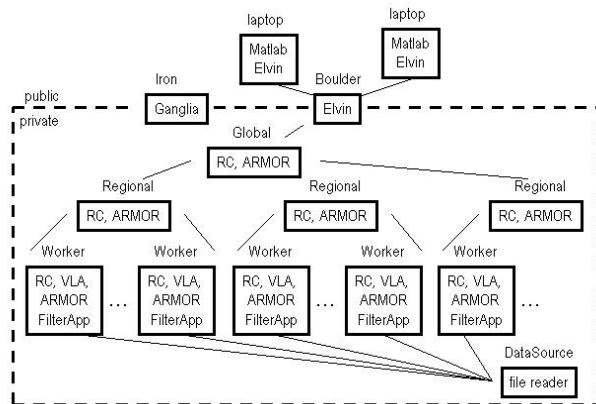 laptop
laptop
Matlab
Elvin
Matlab
Elvin
Iron
Boulder
public
Ganglia
Elvin
private
Global
RC, ARMOR
Regional
Regional
Regional
RC, ARMOR
RC, ARMOR
RC, ARMOR
Worker
Worker
Worker
Worker
Worker
RC, VLA,
ARMOR
FilterApp
...
RC, VLA,
ARMOR
FilterApp
RC, VLA,
ARMOR
FilterApp
...
RC, VLA,
ARMOR
FilterApp
RC, VLA,
ARMOR
FilterApp
...
DataSource
file reader